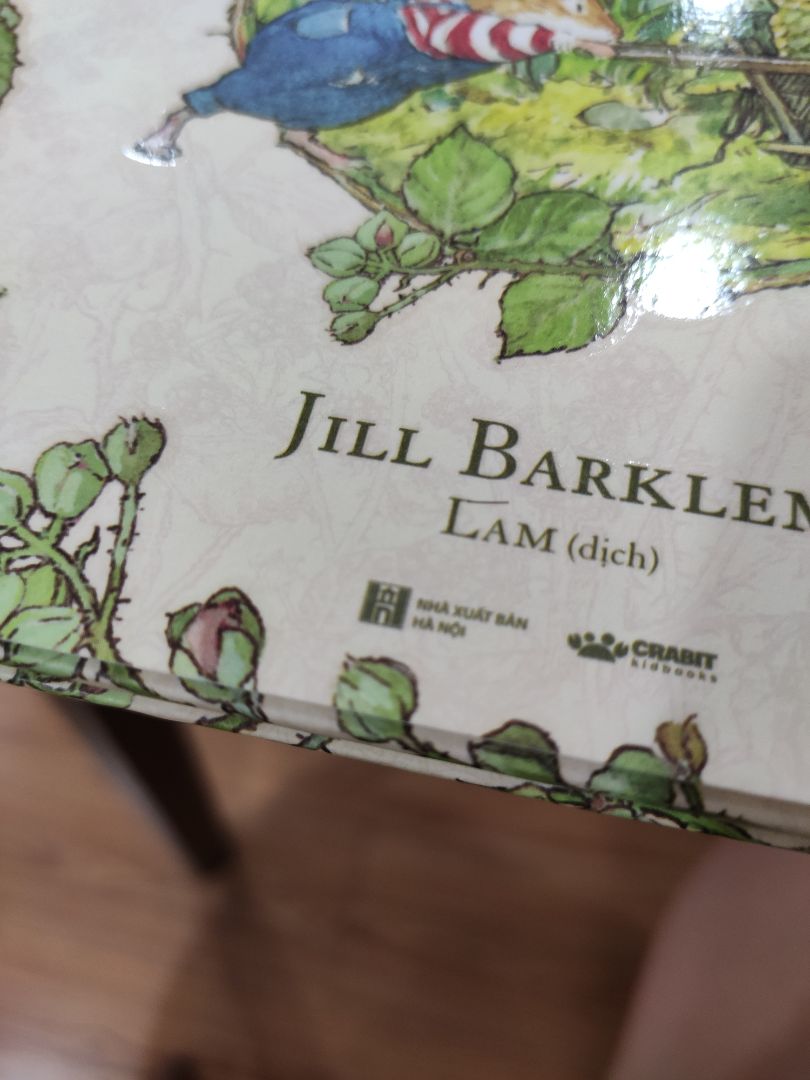 JILL BARKLEM
LAM (dịch)
NHÀ XUẤT BẢN
HÀ NỘI
CRABIT
kidbooks